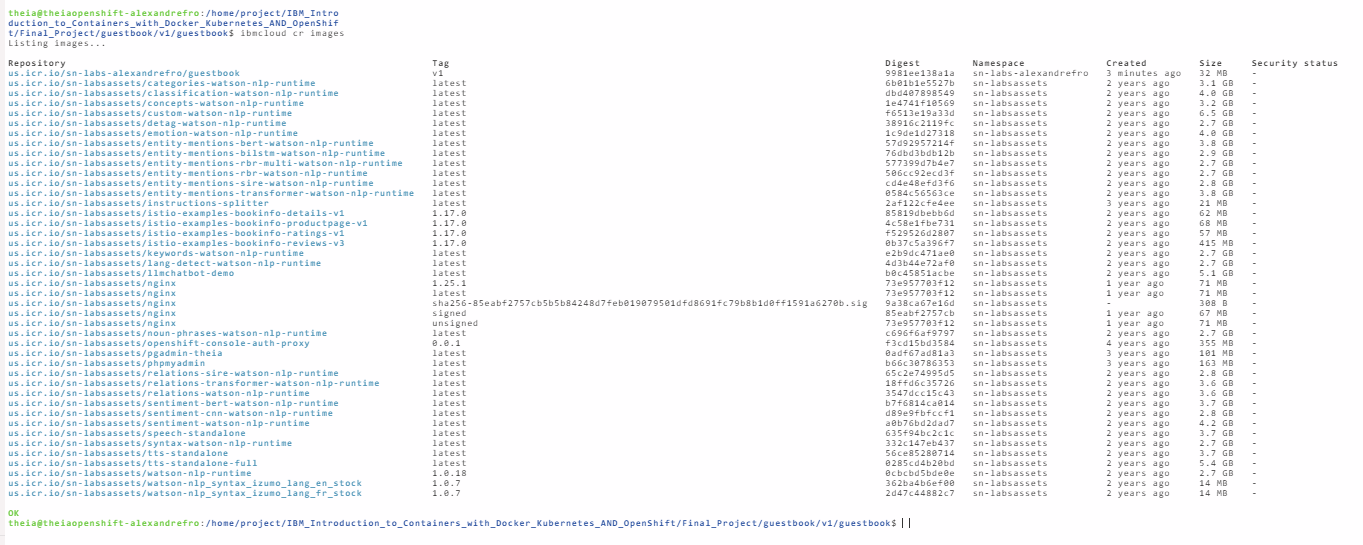 theia@theiaopenshift-alexandrefro:/home/project/IBM_Intro
duction_to_Containers_with_Docker_Kubernetes_AND_OpenShif
t/Final_Project/guestbook/v1/guestbook$ ibmcloud cr images
Listing images...
Repository Tag Digest Namespace Created Size Security status
us.icr.io/sn-labs-alexandrefro/guestbook v1 9981ee138a1a sn-labs-alexandrefro 3 minutes ago 32 MB -
us.icr.io/sn-labsassets/categories-watson-nlp-runtime latest 6b01b1e5527b sn-labsassets 2 years ago 3.1 GB -
us.icr.io/sn-labsassets/classification-watson-nlp-runtime latest dbd407898549 sn-labsassets 2 years ago 4.0 GB -
us.icr.io/sn-labsassets/concepts-watson-nlp-runtime latest 1e4741f10569 sn-labsassets 2 years ago 3.2 GB -
us.icr.io/sn-labsassets/custom-watson-nlp-runtime latest f6513e19a33d sn-labsassets 2 years ago 6.5 GB -
us.icr.io/sn-labsassets/detag-watson-nlp-runtime latest 38916c2119fc sn-labsassets 2 years ago 2.7 GB -
us.icr.io/sn-labsassets/emotion-watson-nlp-runtime latest 1c9de1d27318 sn-labsassets 2 years ago 4.0 GB -
us.icr.io/sn-labsassets/entity-mentions-bert-watson-nlp-runtime latest 57d92957214f sn-labsassets 2 years ago 3.8 GB -
us.icr.io/sn-labsassets/entity-mentions-bilstm-watson-nlp-runtime latest 76dbd3bdb12b sn-labsassets 2 years ago 2.9 GB -
us.icr.io/sn-labsassets/entity-mentions-rbr-multi-watson-nlp-runtime latest 577399d7b4e7 sn-labsassets 2 years ago 2.7 GB -
us.icr.io/sn-labsassets/entity-mentions-rbr-watson-nlp-runtime latest 506cc92ecd3f sn-labsassets 2 years ago 2.7 GB -
us.icr.io/sn-labsassets/entity-mentions-sire-watson-nlp-runtime latest cd4e48efd3f6 sn-labsassets 2 years ago 2.8 GB -
us.icr.io/sn-labsassets/entity-mentions-transformer-watson-nlp-runtime latest 0584c56563ce sn-labsassets 2 years ago 3.8 GB -
us.icr.io/sn-labsassets/instructions-splitter latest 2af122cfe4ee sn-labsassets 3 years ago 21 MB -
us.icr.io/sn-labsassets/istio-examples-bookinfo-details-v1 1.17.0 85819dbebb6d sn-labsassets 2 years ago 62 MB -
us.icr.io/sn-labsassets/istio-examples-bookinfo-productpage-v1 1.17.0 4c58e1fbe731 sn-labsassets 2 years ago 68 MB -
us.icr.io/sn-labsassets/istio-examples-bookinfo-ratings-v1 1.17.0 f529526d2807 sn-labsassets 2 years ago 57 MB -
us.icr.io/sn-labsassets/istio-examples-bookinfo-reviews-v3 1.17.0 0b37c5a396f7 sn-labsassets 2 years ago 415 MB -
us.icr.io/sn-labsassets/keywords-watson-nlp-runtime latest e2b9dc471ae0 sn-labsassets 2 years ago 2.7 GB -
us.icr.io/sn-labsassets/lang-detect-watson-nlp-runtime latest 4d3b44e72af0 sn-labsassets 2 years ago 2.7 GB -
us.icr.io/sn-labsassets/llmchatbot-demo latest b0c45851acbe sn-labsassets 2 years ago 5.1 GB -
us.icr.io/sn-labsassets/nginx 1.25.1 73e957703f12 sn-labsassets 1 year ago 71 MB -
us.icr.io/sn-labsassets/nginx latest 73e957703f12 sn-labsassets 1 year ago 71 MB -
us.icr.io/sn-labsassets/nginx sha256-85eabf2757cb5b5b84248d7feb019079501dfd8691fc79b8b1d0ff1591a6270b.sig 9a38ca67e16d sn-labsassets - 308 B -
us.icr.io/sn-labsassets/nginx signed 85eabf2757cb sn-labsassets 1 year ago 67 MB -
us.icr.io/sn-labsassets/nginx unsigned 73e957703f12 sn-labsassets 1 year ago 71 MB -
us.icr.io/sn-labsassets/noun-phrases-watson-nlp-runtime latest c696f6af9797 sn-labsassets 2 years ago 2.7 GB -
us.icr.io/sn-labsassets/openshift-console-auth-proxy 0.0.1 f3cd15bd3584 sn-labsassets 4 years ago 355 MB -
us.icr.io/sn-labsassets/pgadmin-theia latest 0adf67ad81a3 sn-labsassets 3 years ago 101 MB -
us.icr.io/sn-labsassets/phpmyadmin latest b66c30786353 sn-labsassets 3 years ago 163 MB -
us.icr.io/sn-labsassets/relations-sire-watson-nlp-runtime latest 65c2e74995d5 sn-labsassets 2 years ago 2.8 GB -
us.icr.io/sn-labsassets/relations-transformer-watson-nlp-runtime latest 18ffd6c35726 sn-labsassets 2 years ago 3.6 GB -
us.icr.io/sn-labsassets/relations-watson-nlp-runtime latest 3547dcc15c43 sn-labsassets 2 years ago 3.6 GB -
us.icr.io/sn-labsassets/sentiment-bert-watson-nlp-runtime latest b7f6814ca014 sn-labsassets 2 years ago 3.7 GB -
us.icr.io/sn-labsassets/sentiment-cnn-watson-nlp-runtime latest d89e9fbfccf1 sn-labsassets 2 years ago 2.8 GB -
us.icr.io/sn-labsassets/sentiment-watson-nlp-runtime latest a0b76bd2dad7 sn-labsassets 2 years ago 4.2 GB -
us.icr.io/sn-labsassets/speech-standalone latest 635f94bc2c1c sn-labsassets 2 years ago 3.7 GB -
us.icr.io/sn-labsassets/syntax-watson-nlp-runtime latest 332c147eb437 sn-labsassets 2 years ago 2.7 GB -
us.icr.io/sn-labsassets/tts-standalone latest 56ce85280714 sn-labsassets 2 years ago 3.7 GB -
us.icr.io/sn-labsassets/tts-standalone-full latest 0285cd4b20bd sn-labsassets 2 years ago 5.4 GB -
us.icr.io/sn-labsassets/watson-nlp-runtime 1.0.18 0cbcbd5bde0e sn-labsassets 2 years ago 2.7 GB -
us.icr.io/sn-labsassets/watson-nlp_syntax_izumo_lang_en_stock 1.0.7 362ba4b6ef00 sn-labsassets 2 years ago 14 MB -
us.icr.io/sn-labsassets/watson-nlp_syntax_izumo_lang_fr_stock 1.0.7 2d47c44882c7 sn-labsassets 2 years ago 14 MB -
OK
theia@theiaopenshift-alexandrefro:/home/project/IBM_Introduction_to_Containers_with_Docker_Kubernetes_AND_OpenShift/Final_Project/guestbook/v1/guestbook$